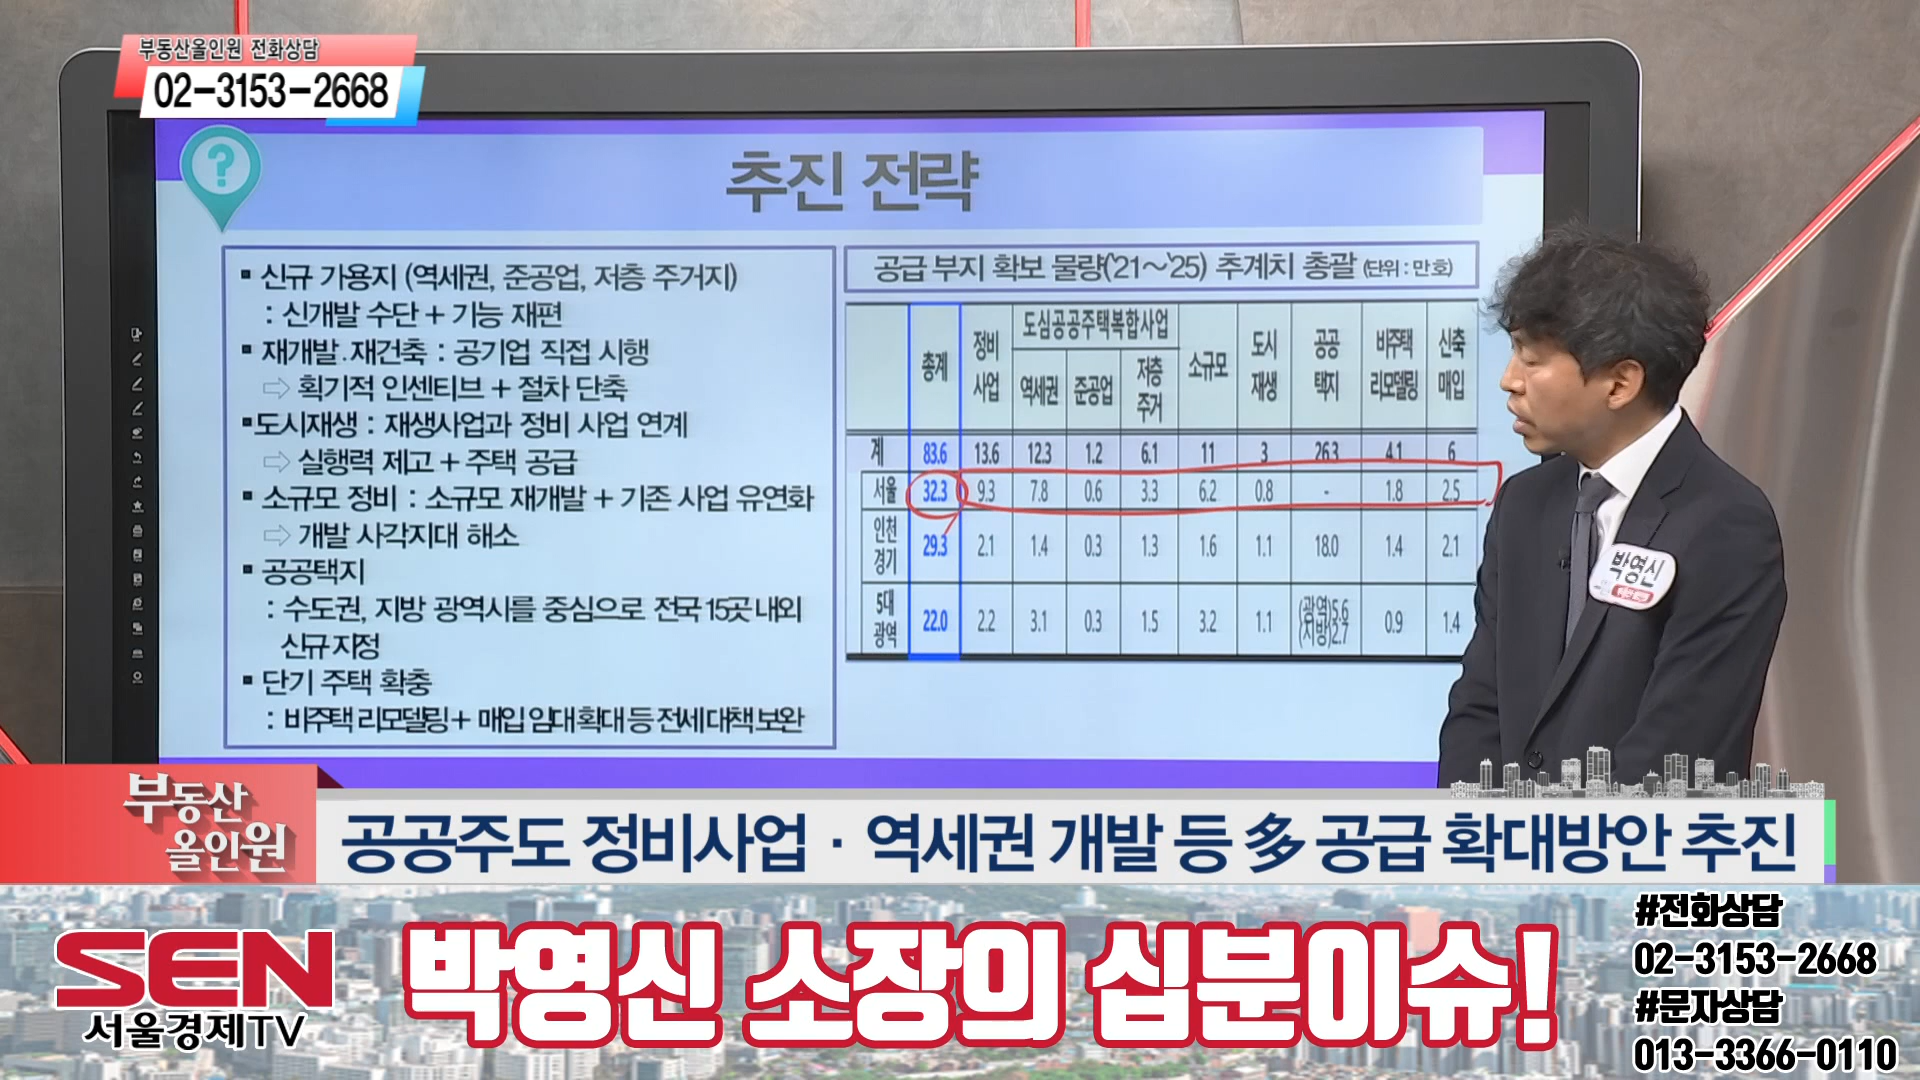 부동산올인원 전화상담
02-3153-2668
?
추진 전략
▪ 신규 가용지 (역세권, 준공업, 저층 주거지)
: 신개발 수단 + 기능 재편
▪ 재개발.재건축 : 공기업 직접 시행
⇨ 획기적 인센티브 + 절차 단축
▪도시재생 : 재생사업과 정비 사업 연계
⇨ 실행력 제고 + 주택 공급
▪ 소규모 정비 : 소규모 재개발 + 기존 사업 유연화
⇨ 개발 사각지대 해소
▪ 공공택지
: 수도권, 지방 광역시를 중심으로 전국 15곳 내외
신규 지정
▪ 단기 주택 확충
: 비주택 리모델링 + 매입 임대 확대 등 전세 대책 보완
공급 부지 확보 물량('21~'25) 추계치 총괄 (단위 : 만 호)
총계 정비 사업 도심공공주택복합사업 소규모 도시 재생 공공 택지 비주택 리모델링 신축 매입
역세권 준공업 저층 주거
계 83.6 13.6 12.3 1.2 6.1 11 3 26.3 4.1 6
서울 32.3 9.3 7.8 0.6 3.3 6.2 0.8 - 1.8 2.5
인천 경기 29.3 2.1 1.4 0.3 1.3 1.6 1.1 18.0 1.4 2.1
5대 광역 22.0 2.2 3.1 0.3 1.5 3.2 1.1 (광역)5.6 (지방)2.7 0.9 1.4
박영신
부동산
올인원
공공주도 정비사업 · 역세권 개발 등 多 공급 확대방안 추진
SEN
서울경제TV
박영신 소장의 십분이슈!
#전화상담
02-3153-2668
#문자상담
013-3366-0110